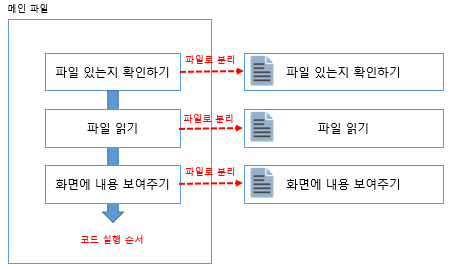 메인 파일
파일 있는지 확인하기
파일로 분리
파일 있는지 확인하기
파일 읽기
파일로 분리
파일 읽기
화면에 내용 보여주기
파일로 분리
화면에 내용 보여주기
코드 실행 순서